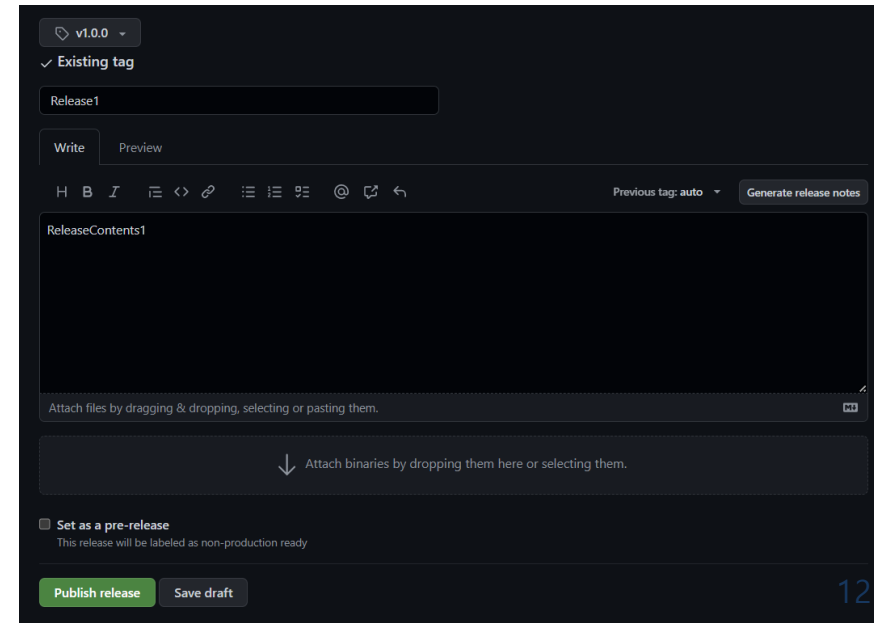 v1.0.0
Existing tag
Release1
Write Preview
H B I Previous tag: auto Generate release notes
ReleaseContents1
Attach files by dragging & dropping, selecting or pasting them.
Attach binaries by dropping them here or selecting them.
Set as a pre-release
This release will be labeled as non-production ready
Publish release Save draft
12